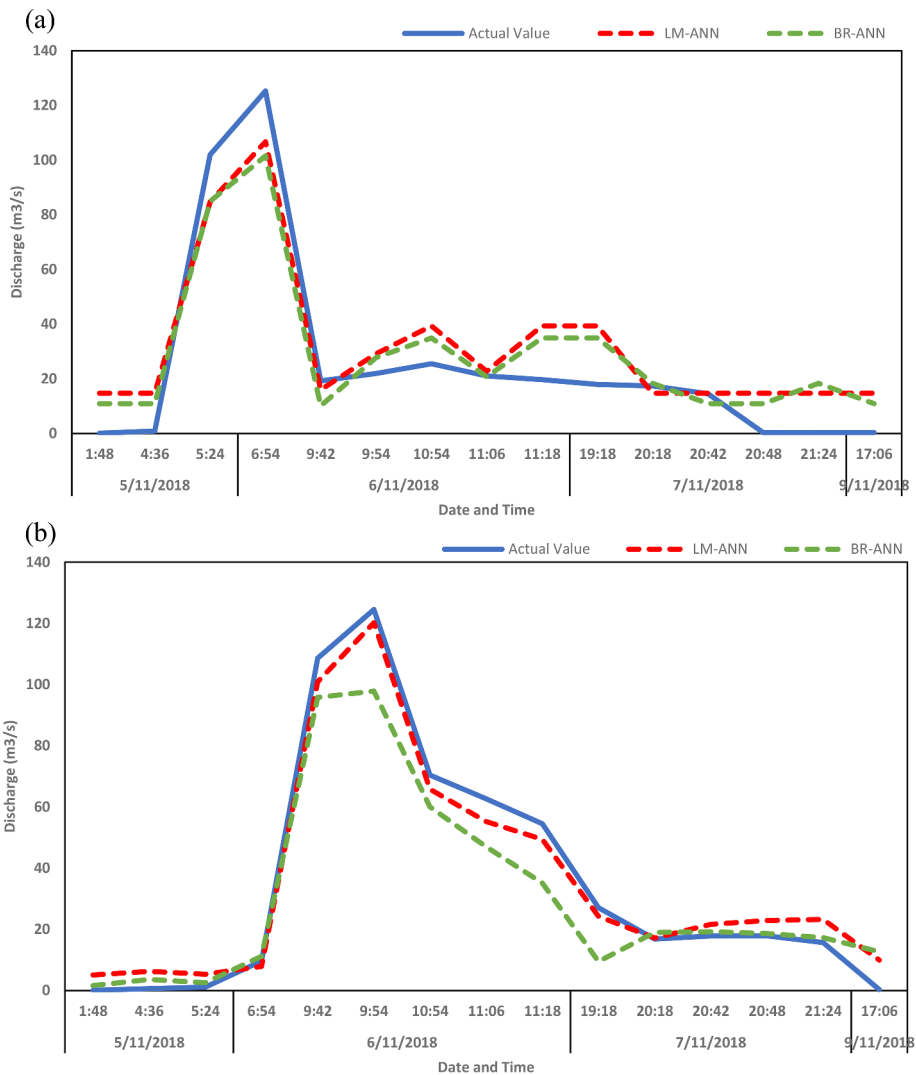 (a)
Actual Value LM-ANN BR-ANN
140
120
100
80
60
40
20
0
Discharge (m3/s)
1:48 4:36 5:24 6:54 9:42 9:54 10:54 11:06 11:18 19:18 20:18 20:42 20:48 21:24 17:06
5/11/2018 6/11/2018 7/11/2018 9/11/2018
Date and Time
(b)
Actual Value LM-ANN BR-ANN
140
120
100
80
60
40
20
0
Discharge (m3/s)
1:48 4:36 5:24 6:54 9:42 9:54 10:54 11:06 11:18 19:18 20:18 20:42 20:48 21:24 17:06
5/11/2018 6/11/2018 7/11/2018 9/11/2018
Date and Time